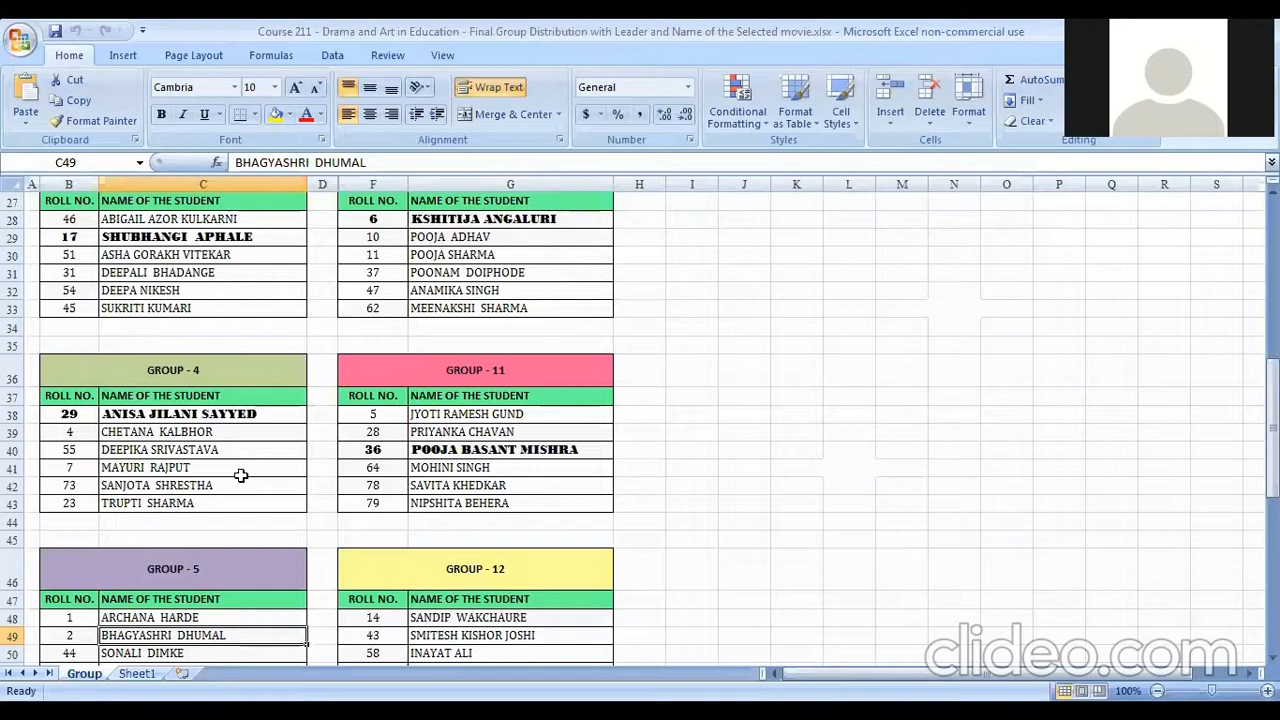 Course 211 - Drama and Art in Education - Final Group Distribution with Leader and Name of the Selected movie.xlsx - Microsoft Excel non-commercial use
Home Insert Page Layout Formulas Data Review View
Cut
Copy
Format Painter
Paste
Clipboard
Cambria 10
B I U
Font
Wrap Text
Merge & Center
Alignment
General
$ % ,
Number
Conditional Formatting
Format as Table
Cell Styles
Styles
Insert
Delete
Format
Cells
AutoSum
Fill
Clear
Editing
C49 fx BHAGYASHRI DHUMAL
A B C D F G H I J K L M N O P Q R S
27 ROLL NO. NAME OF THE STUDENT ROLL NO. NAME OF THE STUDENT
28 46 ABIGAIL AZOR KULKARNI 6 KSHITIJA ANGALURI
29 17 SHUBHANGI APHALE 10 POOJA ADHAV
30 51 ASHA GORAKH VITEKAR 11 POOJA SHARMA
31 31 DEEPALI BHADANGE 37 POONAM DOIPHODE
32 54 DEEPA NIKESH 47 ANAMIKA SINGH
33 45 SUKRITI KUMARI 62 MEENAKSHI SHARMA
34
35
36 GROUP - 4 GROUP - 11
37 ROLL NO. NAME OF THE STUDENT ROLL NO. NAME OF THE STUDENT
38 29 ANISA JILANI SAYYED 5 JYOTI RAMESH GUND
39 4 CHETANA KALBHOR 28 PRIYANKA CHAVAN
40 55 DEEPIKA SRIVASTAVA 36 POOJA BASANT MISHRA
41 7 MAYURI RAJPUT 64 MOHINI SINGH
42 73 SANJOTA SHRESTHA 78 SAVITA KHEDKAR
43 23 TRUPTI SHARMA 79 NIPSHITA BEHERA
44
45
46 GROUP - 5 GROUP - 12
47 ROLL NO. NAME OF THE STUDENT ROLL NO. NAME OF THE STUDENT
48 1 ARCHANA HARDE 14 SANDIP WAKCHAURE
49 2 BHAGYASHRI DHUMAL 43 SMITESH KISHOR JOSHI
50 44 SONALI DIMKE 58 INAYAT ALI
clideo.com
Group Sheet1
Ready 100%